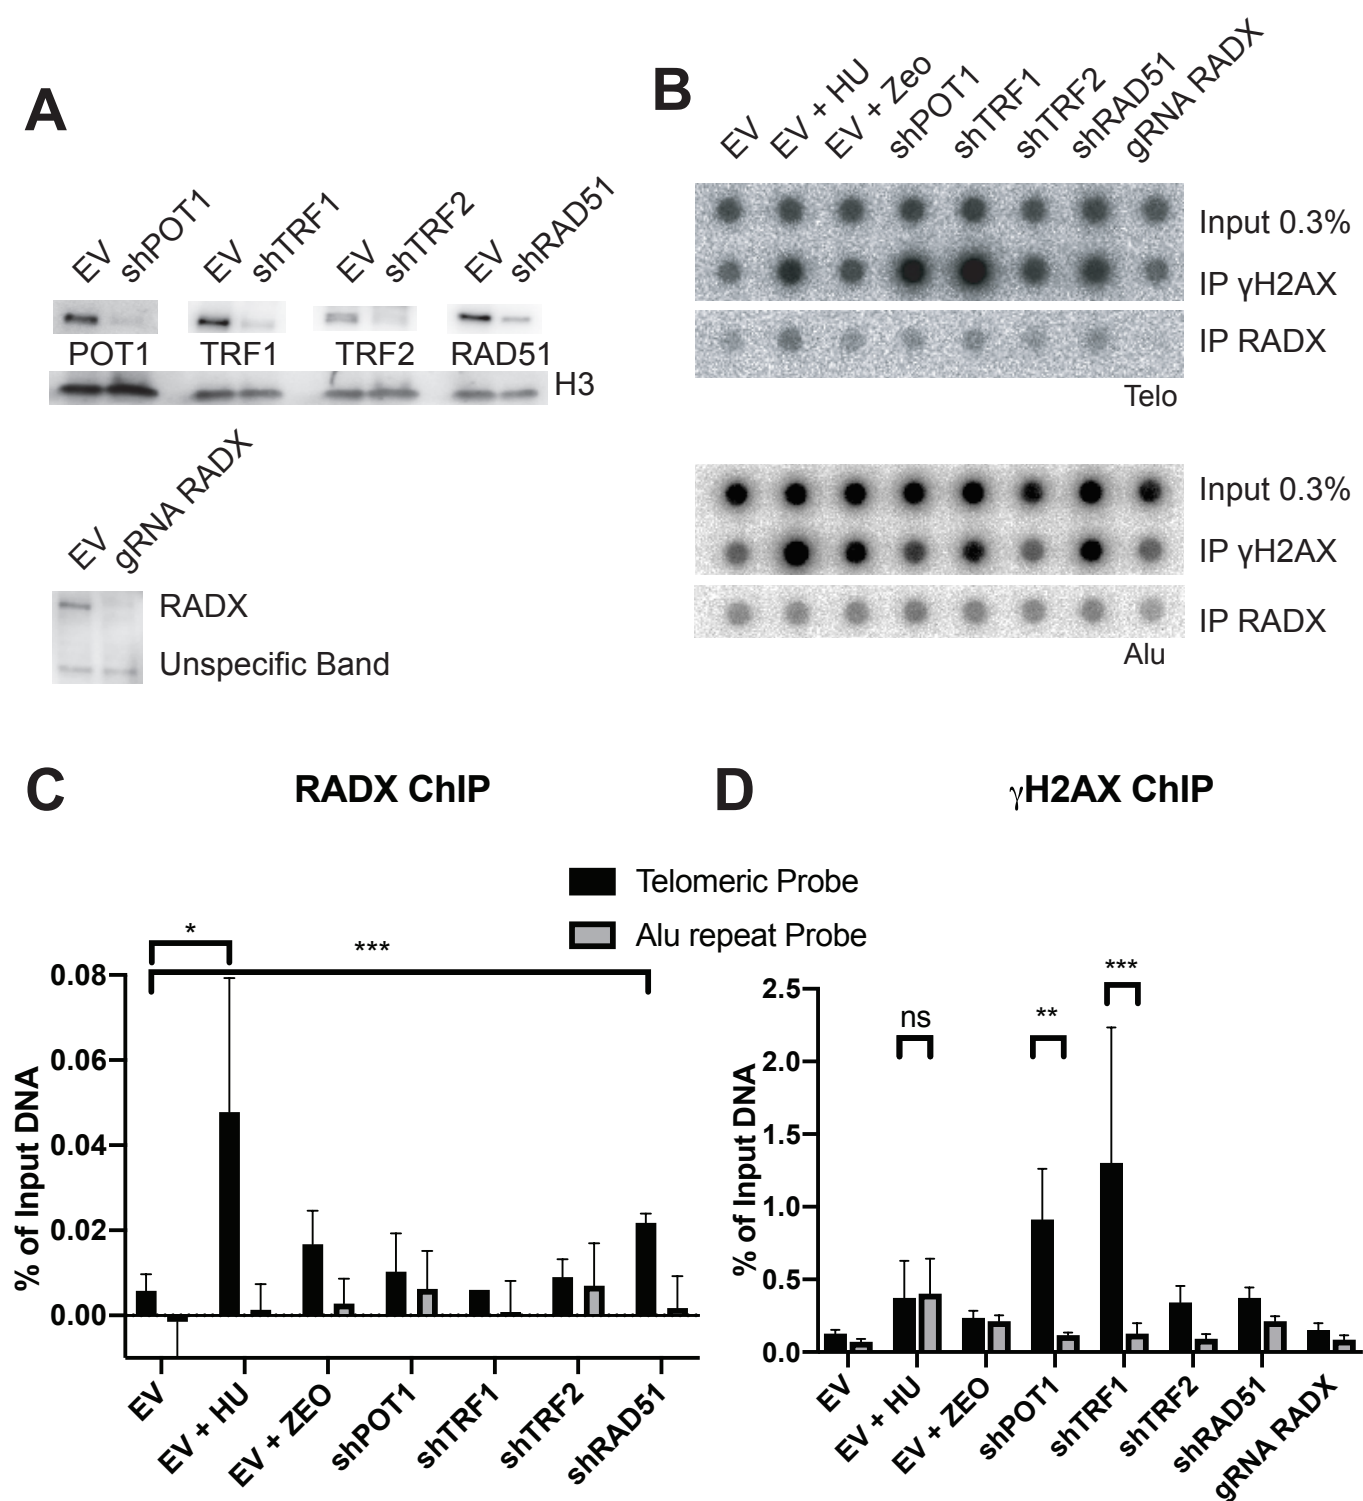 A
EV
shPOT1
EV
shTRF1
EV
shTRF2
EV
shRAD51
POT1
TRF1
TRF2
RAD51
H3
EV
gRNA RADX
RADX
Unspecific Band
B
EV
EV + HU
EV + Zeo
shPOT1
shTRF1
shTRF2
shRAD51
gRNA RADX
Input 0.3%
IP γH2AX
IP RADX
Telo
Input 0.3%
IP γH2AX
IP RADX
Alu
C
RADX ChIP
Telomeric Probe
Alu repeat Probe
*
***
% of Input DNA
0.08
0.06
0.04
0.02
0.00
EV
EV + HU
EV + ZEO
shPOT1
shTRF1
shTRF2
shRAD51
D
γH2AX ChIP
ns
**
***
% of Input DNA
2.5
2.0
1.5
1.0
0.5
0.0
EV
EV + HU
EV + ZEO
shPOT1
shTRF1
shTRF2
shRAD51
gRNA RADX